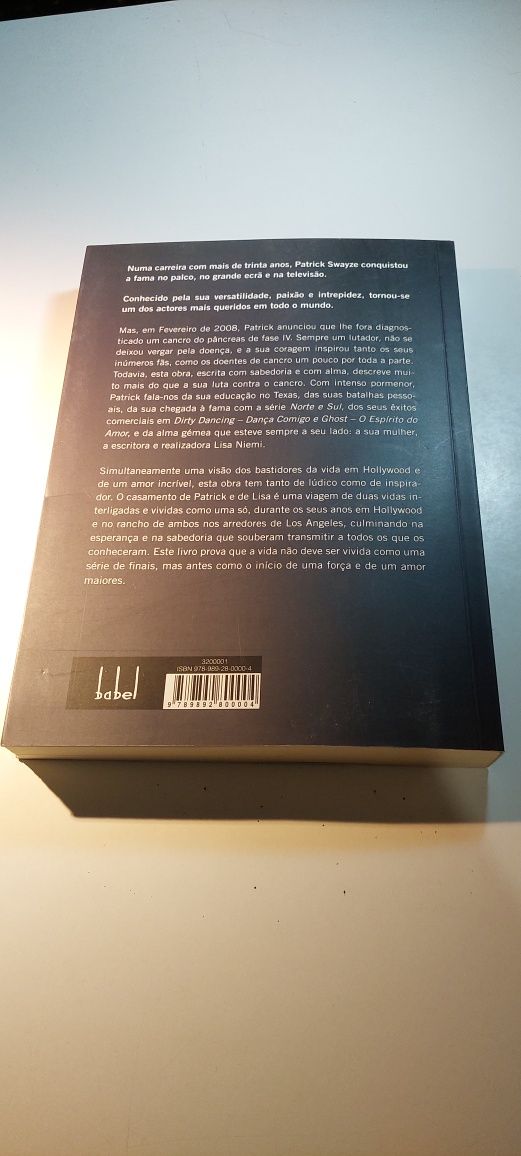 Numa carreira com mais de trinta anos, Patrick Swayze conquistou
a fama no palco, no grande ecrã e na televisão.
Conhecido pela sua versatilidade, paixão e intrepidez, tornou-se
um dos actores mais queridos em todo o mundo.
Mas, em Fevereiro de 2008, Patrick anunciou que lhe fora diagnos-
ticado um cancro do pâncreas de fase IV. Sempre um lutador, não se
deixou vergar pela doença, e a sua coragem inspirou tanto os seus
inúmeros fãs, como os doentes de cancro um pouco por toda a parte.
Todavia, esta obra, escrita com sabedoria e com alma, descreve mui-
to mais do que a sua luta contra o cancro. Com intenso pormenor,
Patrick fala-nos da sua educação no Texas, das suas batalhas pesso-
ais, da sua chegada à fama com a série Norte e Sul, dos seus êxitos
comerciais em Dirty Dancing – Dança Comigo e Ghost – O Espírito do
Amor, e da alma gémea que esteve sempre a seu lado: a sua mulher,
a escritora e realizadora Lisa Niemi.
Simultaneamente uma visão dos bastidores da vida em Hollywood e
de um amor incrível, esta obra tem tanto de lúdico como de inspira-
dor. O casamento de Patrick e de Lisa é uma viagem de duas vidas in-
terligadas e vividas como uma só, durante os seus anos em Hollywood
e no rancho de ambos nos arredores de Los Angeles, culminando na
esperança e na sabedoria que souberam transmitir a todos os que os
conheceram. Este livro prova que a vida não deve ser vivida como uma
série de finais, mas antes como o início de uma força e de um amor
maiores.
babel
3200001
ISBN 978-989-28-0000-4
9 789892 800004